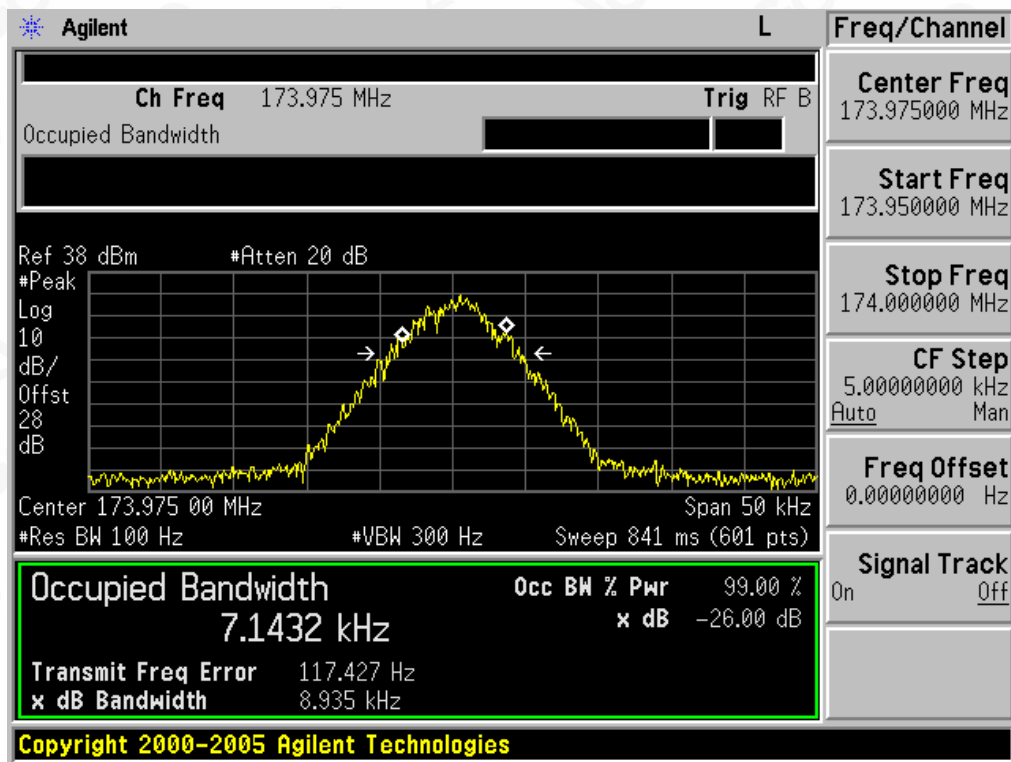 Agilent L
Ch Freq 173.975 MHz Trig RF B
Occupied Bandwidth
Ref 38 dBm #Atten 20 dB
#Peak
Log
10
dB/
Offst
28
dB
Center 173.975 00 MHz Span 50 kHz
#Res BW 100 Hz #VBW 300 Hz Sweep 841 ms (601 pts)
Occupied Bandwidth Occ BW % Pwr 99.00 %
7.1432 kHz x dB -26.00 dB
Transmit Freq Error 117.427 Hz
x dB Bandwidth 8.935 kHz
Copyright 2000-2005 Agilent Technologies
Freq/Channel
Center Freq
173.975000 MHz
Start Freq
173.950000 MHz
Stop Freq
174.000000 MHz
CF Step
5.00000000 kHz
Auto Man
Freq Offset
0.00000000 Hz
Signal Track
On Off